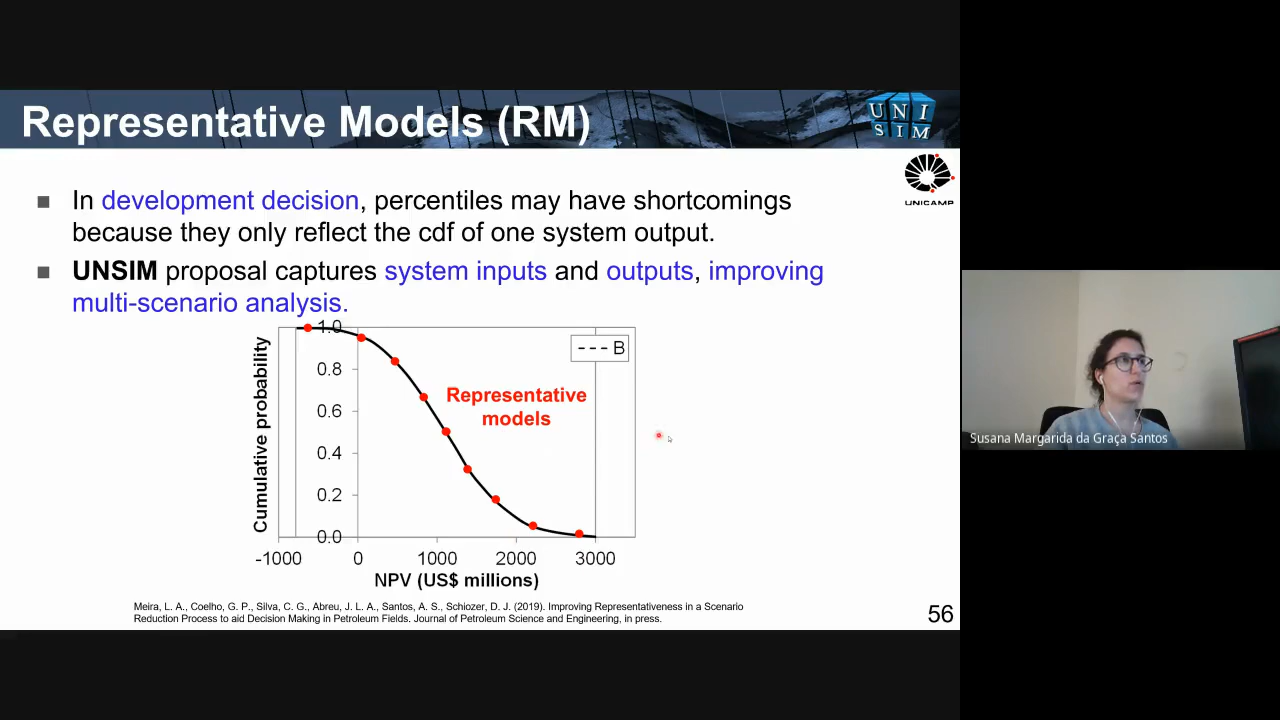 Representative Models (RM)
UNI
SIM
UNICAMP
■ In development decision, percentiles may have shortcomings
because they only reflect the cdf of one system output.
■ UNSIM proposal captures system inputs and outputs, improving
multi-scenario analysis.
1.0
0.8
0.6
0.4
0.2
0.0
Cumulative probability
--- B
Representative
models
-1000 0 1000 2000 3000
NPV (US$ millions)
Meira, L. A., Coelho, G. P., Silva, C. G., Abreu, J. L. A., Santos, A. S., Schiozer, D. J. (2019). Improving Representativeness in a Scenario
Reduction Process to aid Decision Making in Petroleum Fields. Journal of Petroleum Science and Engineering, in press.
56
Susana Margarida da Graça Santos